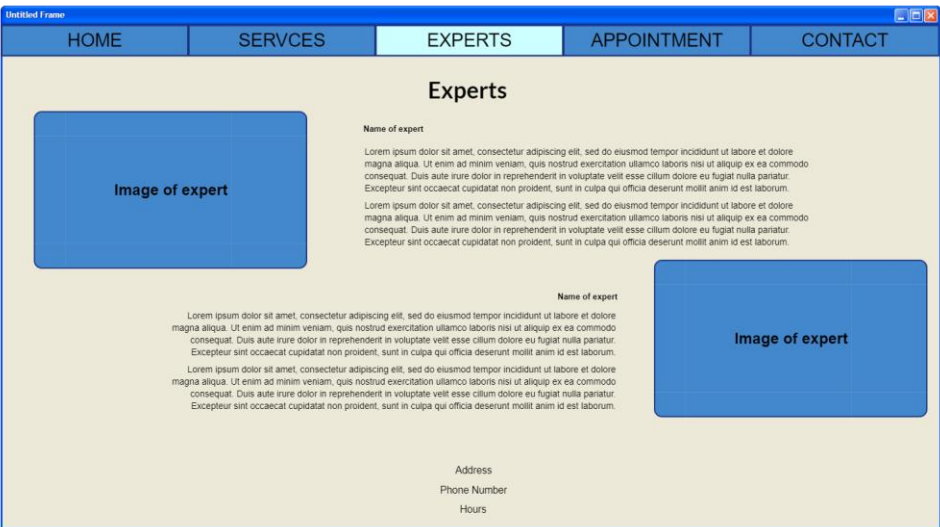 Untitled Frame
HOME SERVCES EXPERTS APPOINTMENT CONTACT
Experts
Image of expert
Name of expert
Lorem ipsum dolor sit amet, consectetur adipiscing elit, sed do eiusmod tempor incididunt ut labore et dolore
magna aliqua. Ut enim ad minim veniam, quis nostrud exercitation ullamco laboris nisi ut aliquip ex ea commodo
consequat. Duis aute irure dolor in reprehenderit in voluptate velit esse cillum dolore eu fugiat nulla pariatur.
Excepteur sint occaecat cupidatat non proident, sunt in culpa qui officia deserunt mollit anim id est laborum.
Lorem ipsum dolor sit amet, consectetur adipiscing elit, sed do eiusmod tempor incididunt ut labore et dolore
magna aliqua. Ut enim ad minim veniam, quis nostrud exercitation ullamco laboris nisi ut aliquip ex ea commodo
consequat. Duis aute irure dolor in reprehenderit in voluptate velit esse cillum dolore eu fugiat nulla pariatur.
Excepteur sint occaecat cupidatat non proident, sunt in culpa qui officia deserunt mollit anim id est laborum.
Name of expert
Lorem ipsum dolor sit amet, consectetur adipiscing elit, sed do eiusmod tempor incididunt ut labore et dolore
magna aliqua. Ut enim ad minim veniam, quis nostrud exercitation ullamco laboris nisi ut aliquip ex ea commodo
consequat. Duis aute irure dolor in reprehenderit in voluptate velit esse cillum dolore eu fugiat nulla pariatur.
Excepteur sint occaecat cupidatat non proident, sunt in culpa qui officia deserunt mollit anim id est laborum.
Lorem ipsum dolor sit amet, consectetur adipiscing elit, sed do eiusmod tempor incididunt ut labore et dolore
magna aliqua. Ut enim ad minim veniam, quis nostrud exercitation ullamco laboris nisi ut aliquip ex ea commodo
consequat. Duis aute irure dolor in reprehenderit in voluptate velit esse cillum dolore eu fugiat nulla pariatur.
Excepteur sint occaecat cupidatat non proident, sunt in culpa qui officia deserunt mollit anim id est laborum.
Image of expert
Address
Phone Number
Hours